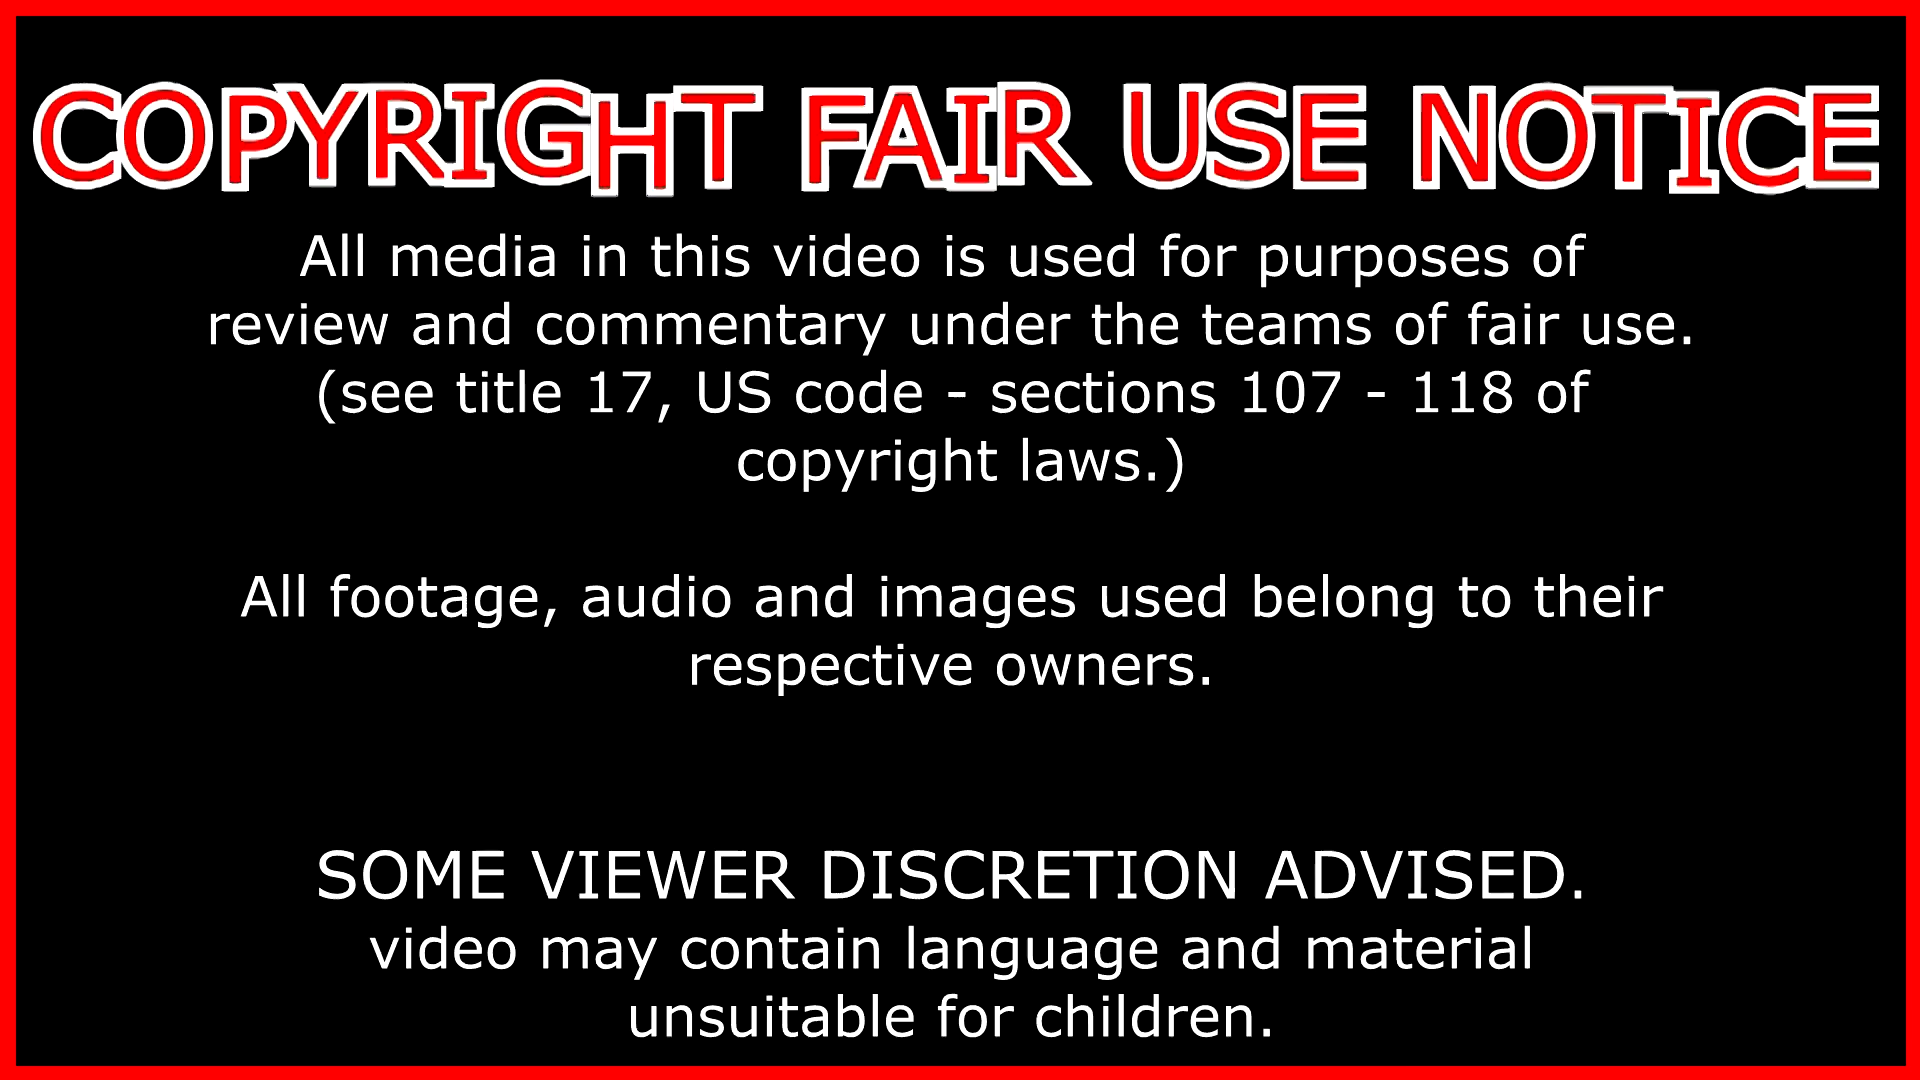 COPYRIGHT FAIR USE NOTICE
All media in this video is used for purposes of
review and commentary under the teams of fair use.
(see title 17, US code - sections 107 - 118 of
copyright laws.)
All footage, audio and images used belong to their
respective owners.
SOME VIEWER DISCRETION ADVISED.
video may contain language and material
unsuitable for children.